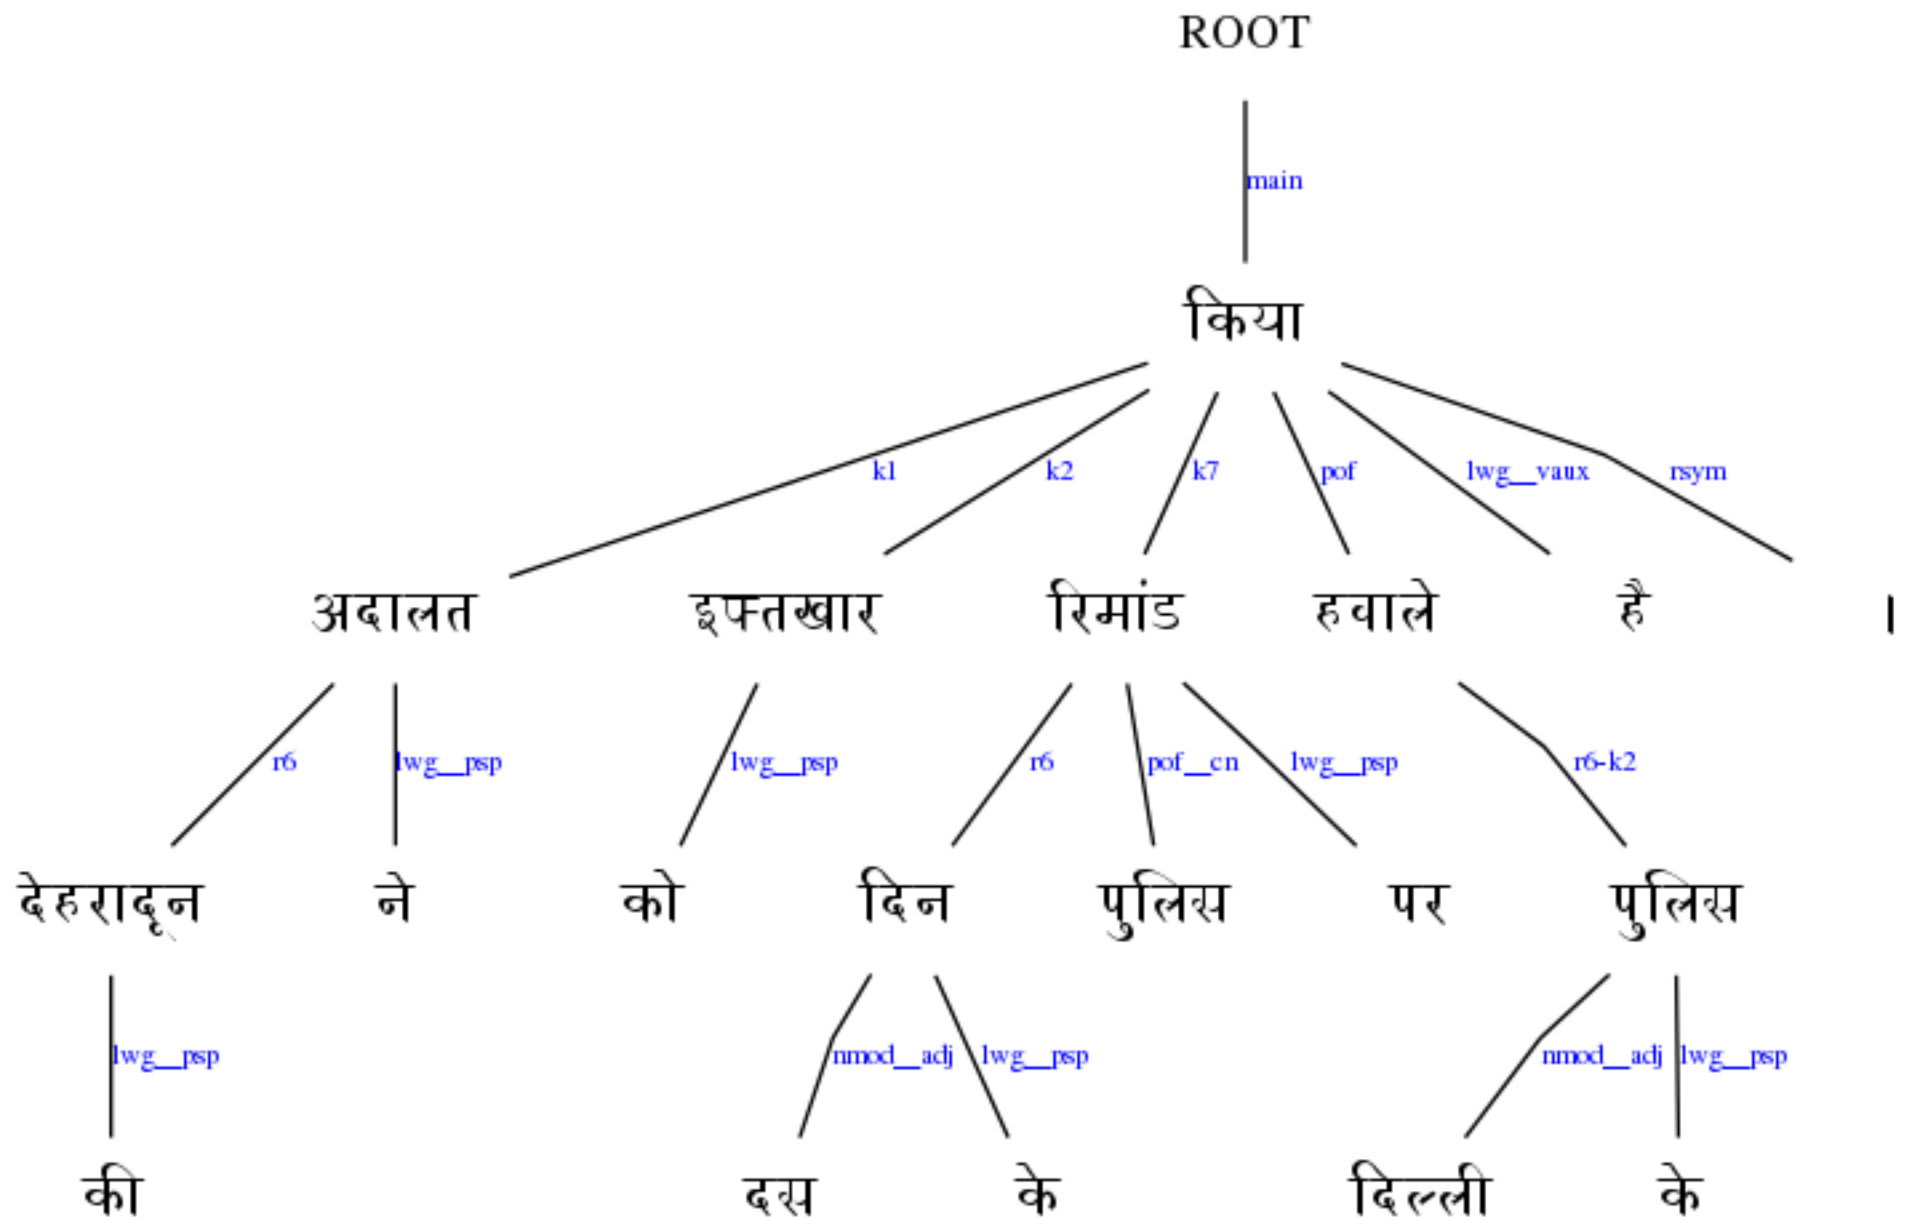 ROOT
main
किया
k1 k2 k7 pof lwg__vaux rsym
अदालत इफ्तखार रिमांड हवाले है ।
r6 lwg__psp lwg__psp r6 pof__cn lwg__psp r6-k2
देहरादून ने को दिन पुलिस पर पुलिस
lwg__psp nmod__adj lwg__psp nmod__adj lwg__psp
की दस के दिल्ली के